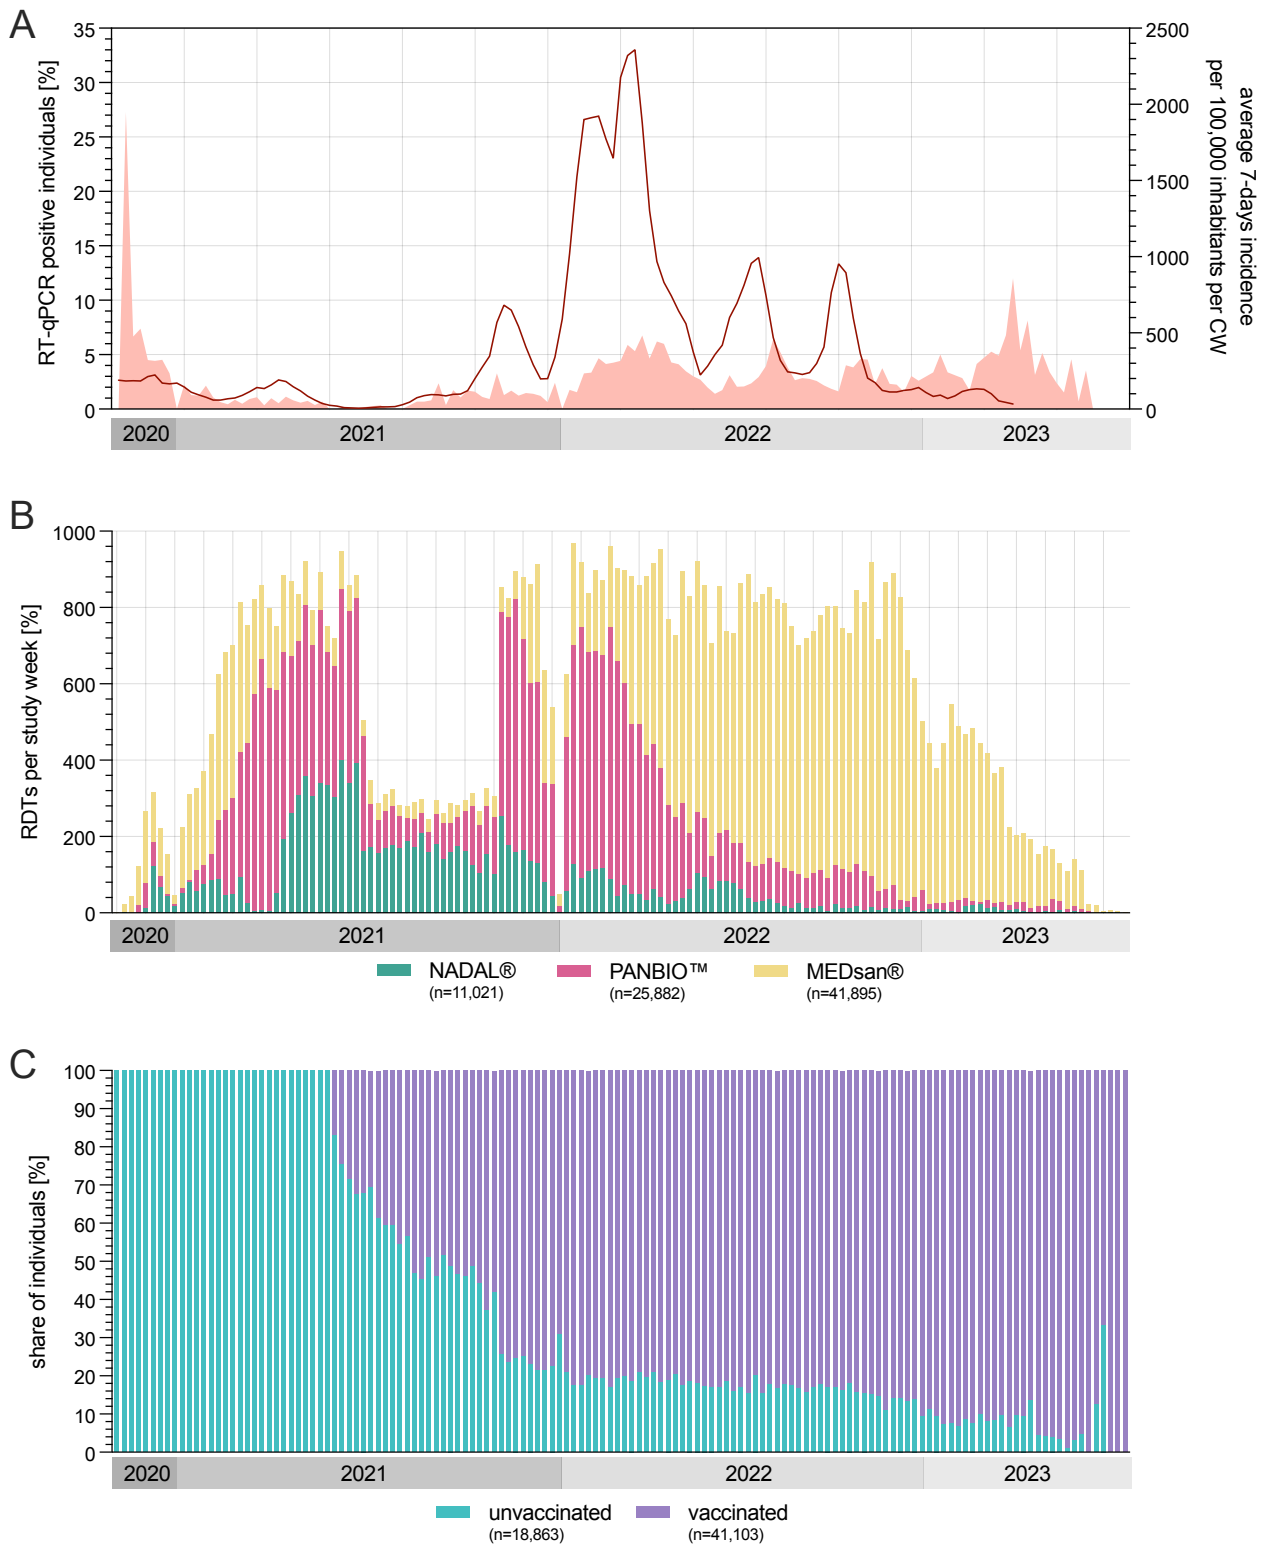 A
RT-qPCR positive individuals [%]
35
30
25
20
15
10
5
0
2500
2000
1500
1000
500
0
average 7-days incidence
per 100,000 inhabitants per CW
2020 2021 2022 2023
B
RDTs per study week [%]
1000
800
600
400
200
0
2020 2021 2022 2023
NADAL® PANBIO™ MEDsan®
(n=11,021) (n=25,882) (n=41,895)
C
share of individuals [%]
100
90
80
70
60
50
40
30
20
10
0
2020 2021 2022 2023
unvaccinated vaccinated
(n=18,863) (n=41,103)